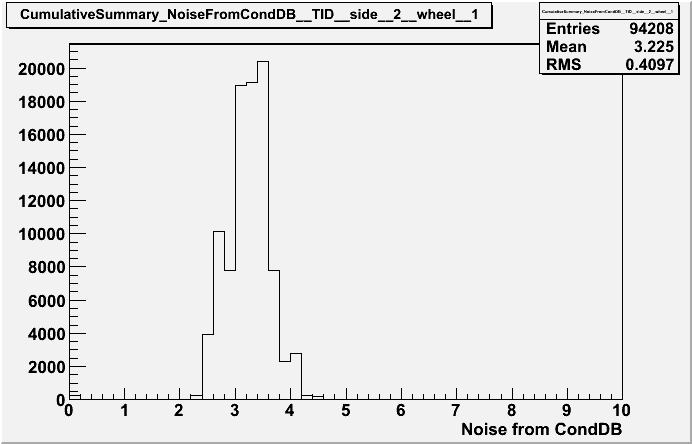 CumulativeSummary_NoiseFromCondDB__TID__side__2__wheel__1
CumulativeSummary_NoiseFromCondDB__TID__side__2__wheel__1
Entries 94208
Mean 3.225
RMS 0.4097
20000
18000
16000
14000
12000
10000
8000
6000
4000
2000
0
0 1 2 3 4 5 6 7 8 9 10
Noise from CondDB